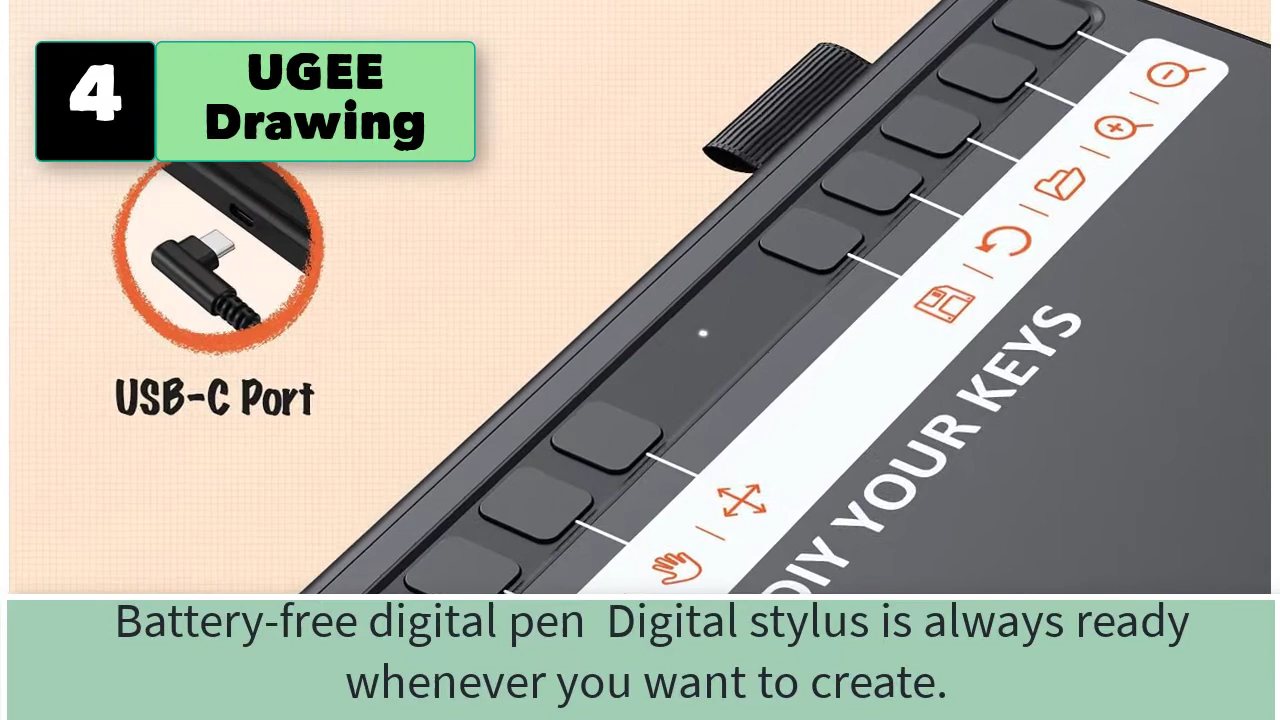 4
UGEE
Drawing
USB-C Port
DIY YOUR KEYS
Battery-free digital pen  Digital stylus is always ready
whenever you want to create.